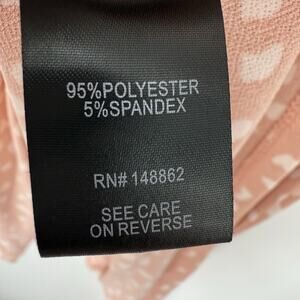 95%POLYESTER
5%SPANDEX
RN# 148862
SEE CARE
ON REVERSE